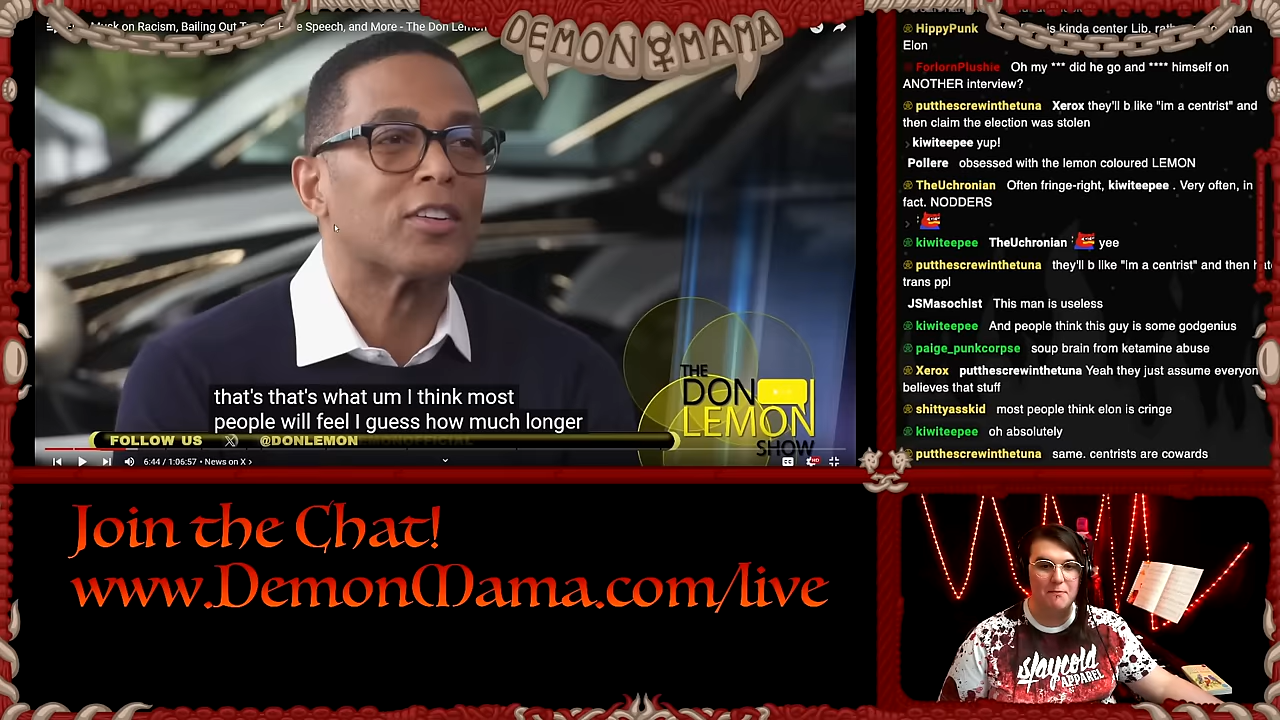 Musk on Racism, Bailing Out Speech, and More - The Don Lemon
DEMON MAMA
that's that's what um I think most
people will feel I guess how much longer
THE
DON
LEMON
SHOW
FOLLOW US @DONLEMON
6:44 / 1:06:57 • News on X >
HippyPunk is kinda center Lib,
Elon
ForlornPlushie Oh my *** did he go and **** himself on
ANOTHER interview?
putthescrewinthetuna Xerox they'll b like "im a centrist" and
then claim the election was stolen
kiwiteepee yup!
Pollere obsessed with the lemon coloured LEMON
TheUchronian Often fringe-right, kiwiteepee . Very often, in
fact. NODDERS
kiwiteepee TheUchronian yee
putthescrewinthetuna they'll b like "im a centrist" and then hate
trans ppl
JSMasochist This man is useless
kiwiteepee And people think this guy is some godgenius
paige_punkcorpse soup brain from ketamine abuse
Xerox putthescrewinthetuna Yeah they just assume everyon
believes that stuff
shittyasskid most people think elon is cringe
kiwiteepee oh absolutely
putthescrewinthetuna same. centrists are cowards
Join the Chat!
www.DemonMama.com/live
slaycold
APPAREL